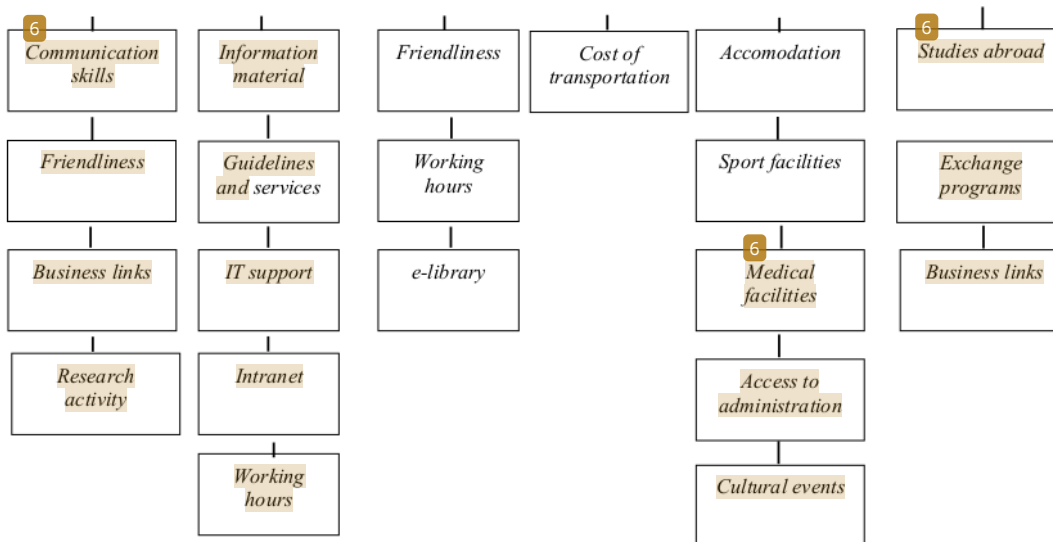 6
Communication
skills
Friendliness
Business links
Research
activity
Information
material
Guidelines
and services
IT support
Intranet
Working
hours
Friendliness
Working
hours
e-library
Cost of
transportation
Accomodation
Sport facilities
6
Medical
facilities
Access to
administration
Cultural events
6
Studies abroad
Exchange
programs
Business links